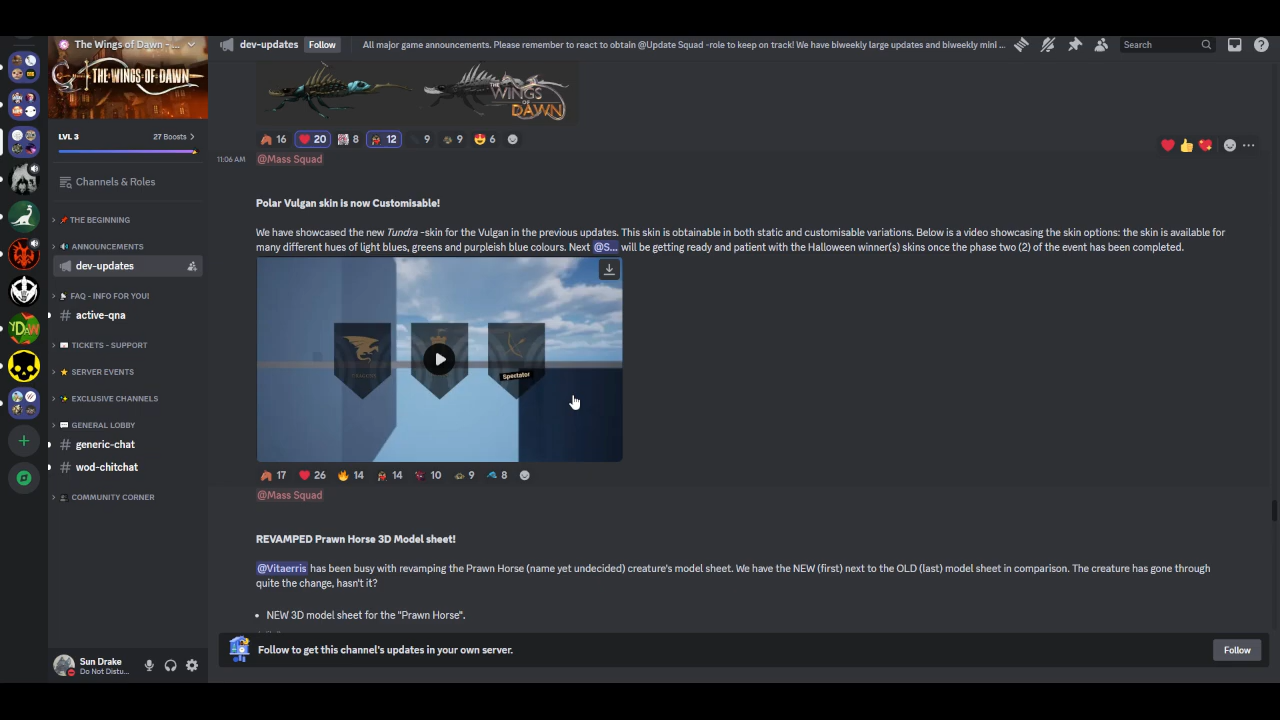 The Wings of Dawn - ...
dev-updates
Follow
All major game announcements. Please remember to react to obtain @Update Squad -role to keep on track! We have biweekly large updates and biweekly mini ...
Search
THE WINGS OF DAWN
LVL 3
27 Boosts
Channels & Roles
THE BEGINNING
ANNOUNCEMENTS
dev-updates
FAQ - INFO FOR YOU!
active-qna
TICKETS - SUPPORT
SERVER EVENTS
EXCLUSIVE CHANNELS
GENERAL LOBBY
generic-chat
wod-chitchat
COMMUNITY CORNER
Sun Drake
Do Not Distu...
THE WINGS OF DAWN
16 20 8 12 9 9 6
11:06 AM @Mass Squad
Polar Vulgan skin is now Customisable!
We have showcased the new Tundra -skin for the Vulgan in the previous updates. This skin is obtainable in both static and customisable variations. Below is a video showcasing the skin options: the skin is available for
many different hues of light blues, greens and purpleish blue colours. Next @S... will be getting ready and patient with the Halloween winner(s) skins once the phase two (2) of the event has been completed.
Spectator
17 26 14 14 10 9 8
@Mass Squad
REVAMPED Prawn Horse 3D Model sheet!
@Vitaerris has been busy with revamping the Prawn Horse (name yet undecided) creature's model sheet. We have the NEW (first) next to the OLD (last) model sheet in comparison. The creature has gone through
quite the change, hasn't it?
• NEW 3D model sheet for the "Prawn Horse".
Follow to get this channel's updates in your own server.
Follow